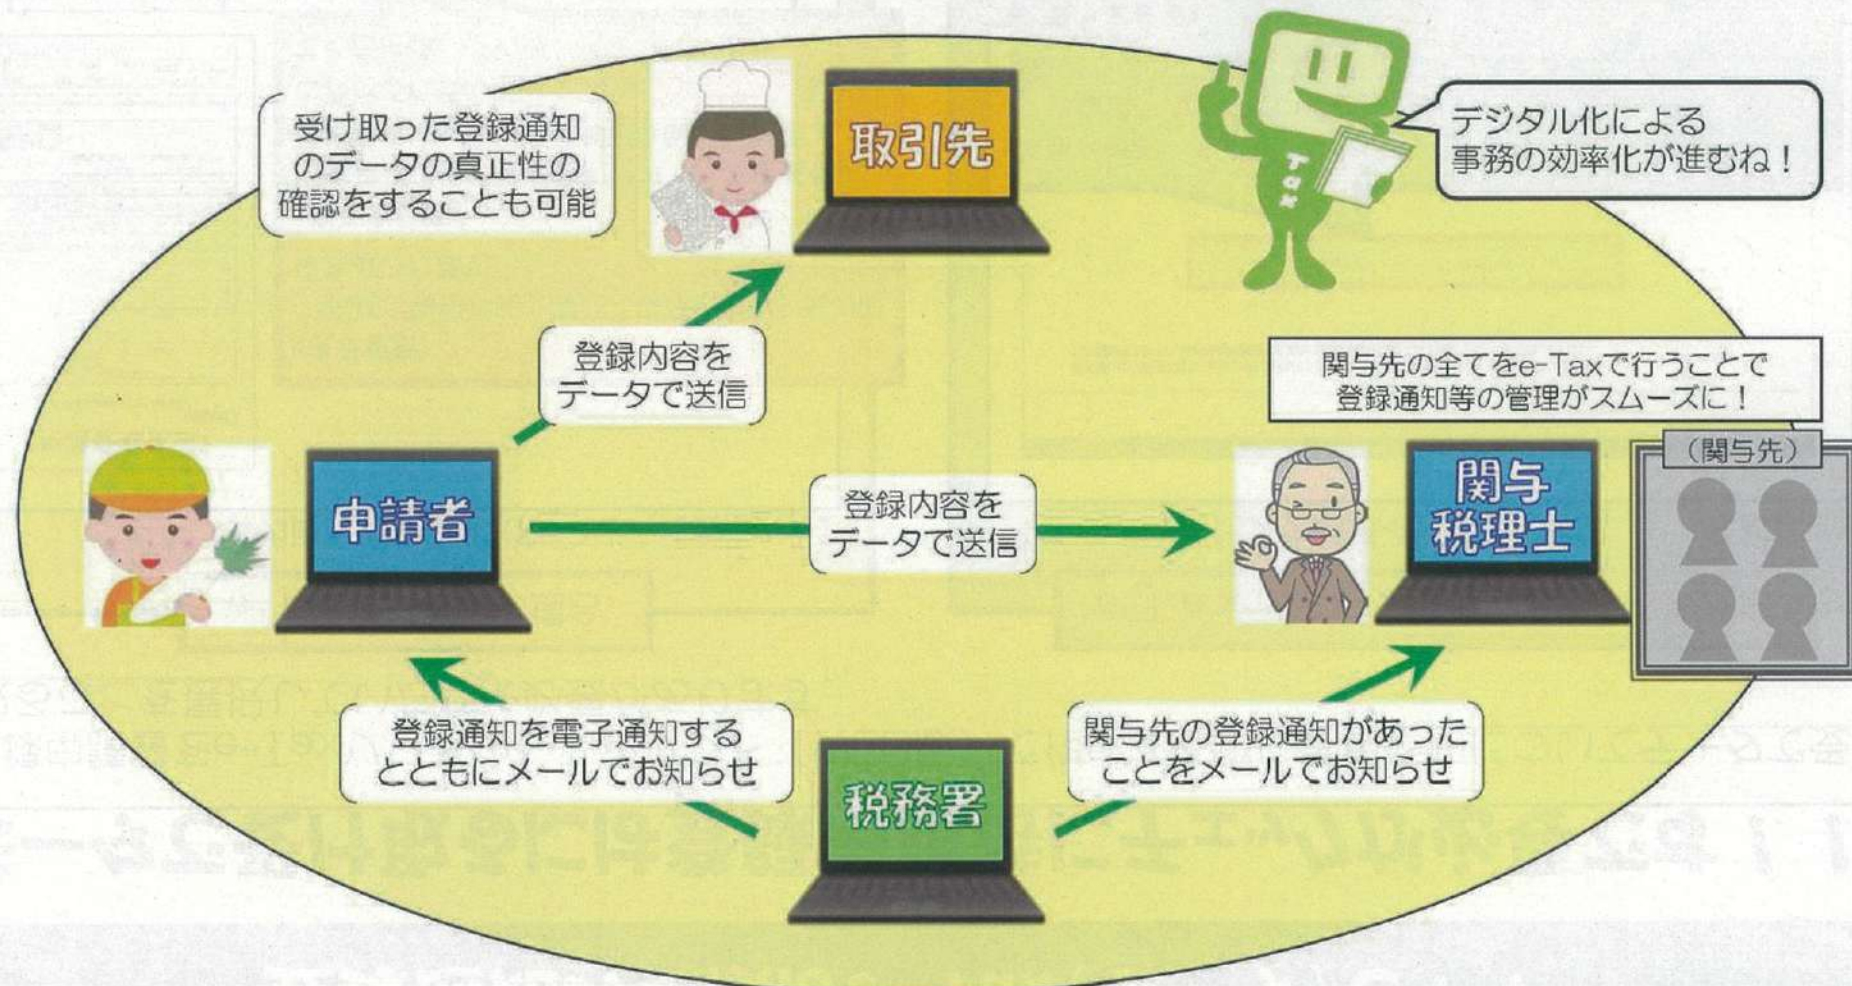 受け取った登録通知
のデータの真正性の
確認をすることも可能
取引先
Tax
デジタル化による
事務の効率化が進むね！
登録内容を
データで送信
関与先の全てをe-Taxで行うことで
登録通知等の管理がスムーズに！
申請者
登録内容を
データで送信
関与
税理士
（関与先）
登録通知を電子通知する
とともにメールでお知らせ
関与先の登録通知があった
ことをメールでお知らせ
税務署